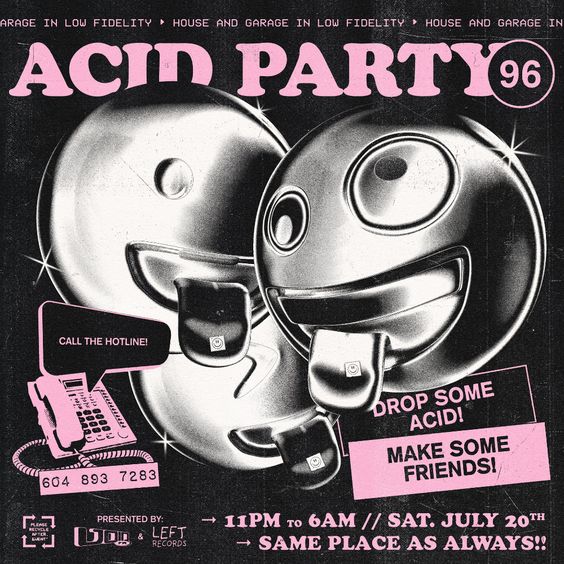 ARAGE IN LOW FIDELITY ▸ HOUSE AND GARAGE IN LOW FIDELITY ▸ HOUSE AND GARAGE IN
ACID PARTY 96
CALL THE HOTLINE!
604 893 7283
DROP SOME
ACID!
MAKE SOME
FRIENDS!
PLEASE
RECYCLE
AFTER
EVENT
PRESENTED BY:
& LEFT
RECORDS
→ 11PM TO 6AM // SAT. JULY 20TH
→ SAME PLACE AS ALWAYS!!